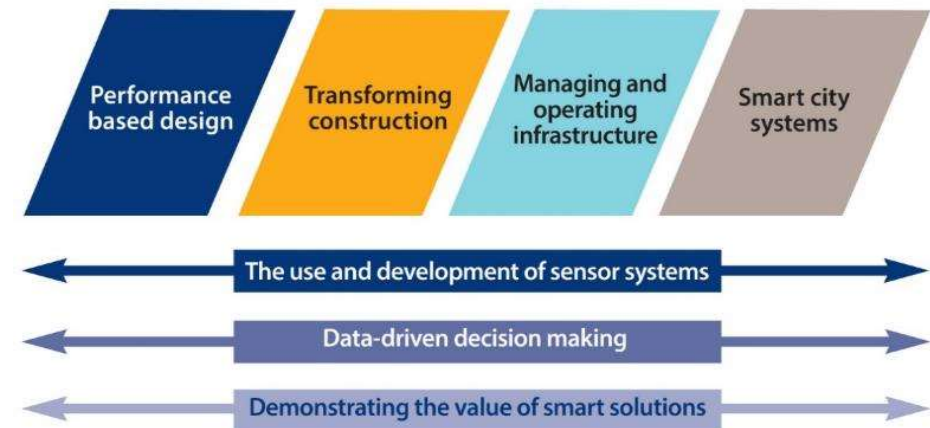 Performance
based design
Transforming
construction
Managing and
operating
infrastructure
Smart city
systems
The use and development of sensor systems
Data-driven decision making
Demonstrating the value of smart solutions